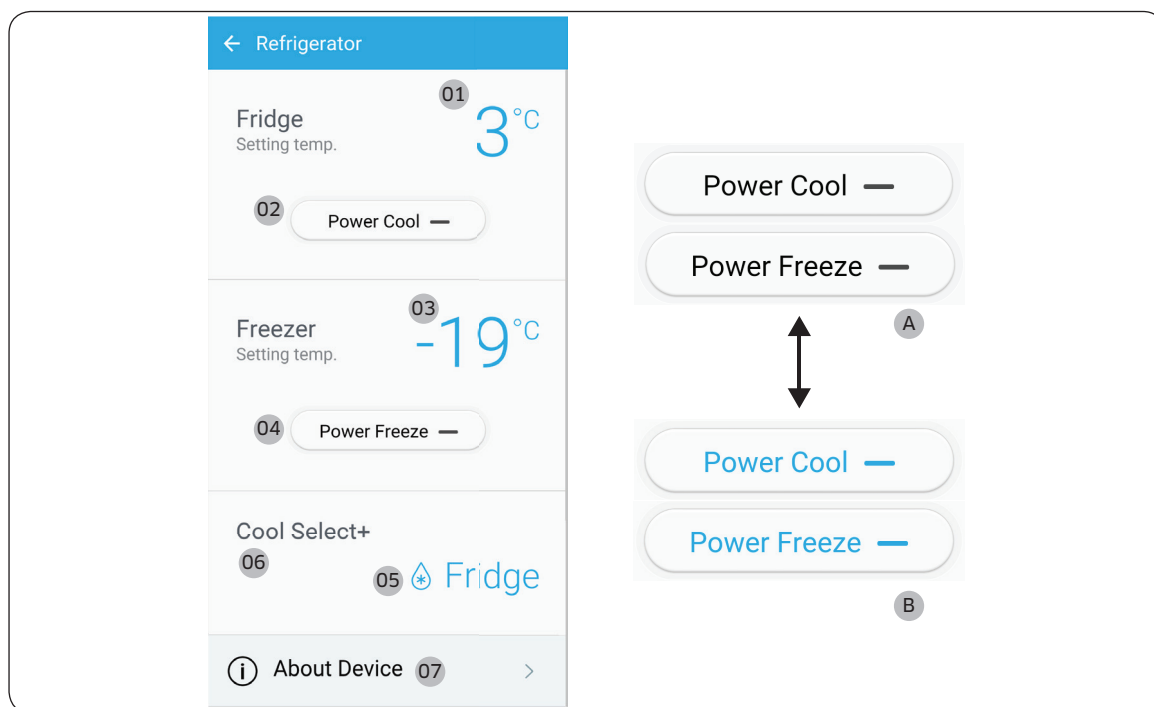 ← Refrigerator
01
Fridge
3°C
Setting temp.
02
Power Cool —
03
Freezer
-19°C
Setting temp.
04
Power Freeze —
Cool Select+
06
05 Fridge
About Device 07 >
Power Cool —
Power Freeze —
A
Power Cool —
Power Freeze —
B